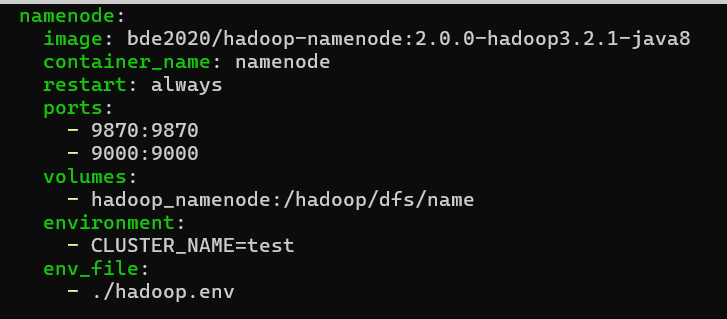 namenode:
  image: bde2020/hadoop-namenode:2.0.0-hadoop3.2.1-java8
  container_name: namenode
  restart: always
  ports:
    - 9870:9870
    - 9000:9000
  volumes:
    - hadoop_namenode:/hadoop/dfs/name
  environment:
    - CLUSTER_NAME=test
  env_file:
    - ./hadoop.env